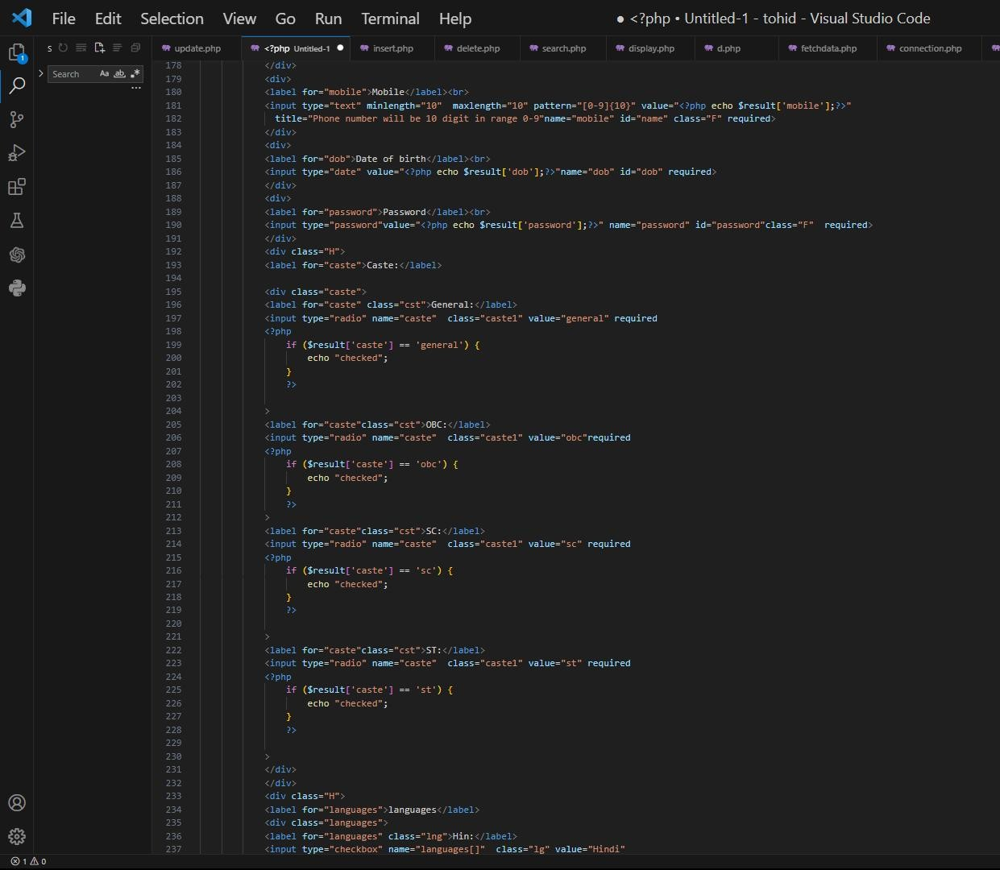 File Edit Selection View Go Run Terminal Help ● <?php • Untitled-1 - tohid - Visual Studio Code
S update.php <?php Untitled-1 ● insert.php delete.php search.php display.php d.php fetchdata.php connection.php
1
Search Aa ab .*
...
178 </div>
179 <div>
180 <label for="mobile">Mobile</label><br>
181 <input type="text" minlength="10"  maxlength="10" pattern="[0-9]{10}" value="<?php echo $result['mobile'];?>"
182 title="Phone number will be 10 digit in range 0-9"name="mobile" id="name" class="F" required>
183 </div>
184 <div>
185 <label for="dob">Date of birth</label><br>
186 <input type="date" value="<?php echo $result['dob'];?>"name="dob" id="dob" required>
187 </div>
188 <div>
189 <label for="password">Password</label><br>
190 <input type="password"value="<?php echo $result['password'];?>" name="password" id="password"class="F"  required>
191 </div>
192 <div class="H">
193 <label for="caste">Caste:</label>
194
195 <div class="caste">
196 <label for="caste" class="cst">General:</label>
197 <input type="radio" name="caste"  class="caste1" value="general" required
198 <?php
199 if ($result['caste'] == 'general') {
200 echo "checked";
201 }
202 ?>
203
204 >
205 <label for="caste"class="cst">OBC:</label>
206 <input type="radio" name="caste"  class="caste1" value="obc"required
207 <?php
208 if ($result['caste'] == 'obc') {
209 echo "checked";
210 }
211 ?>
212 >
213 <label for="caste"class="cst">SC:</label>
214 <input type="radio" name="caste"  class="caste1" value="sc" required
215 <?php
216 if ($result['caste'] == 'sc') {
217 echo "checked";
218 }
219 ?>
220
221 >
222 <label for="caste"class="cst">ST:</label>
223 <input type="radio" name="caste"  class="caste1" value="st" required
224 <?php
225 if ($result['caste'] == 'st') {
226 echo "checked";
227 }
228 ?>
229
230 >
231 </div>
232 </div>
233 <div class="H">
234 <label for="languages">languages</label>
235 <div class="languages">
236 <label for="languages" class="lng">Hin:</label>
237 <input type="checkbox" name="languages[]"  class="lg" value="Hindi"
1 0